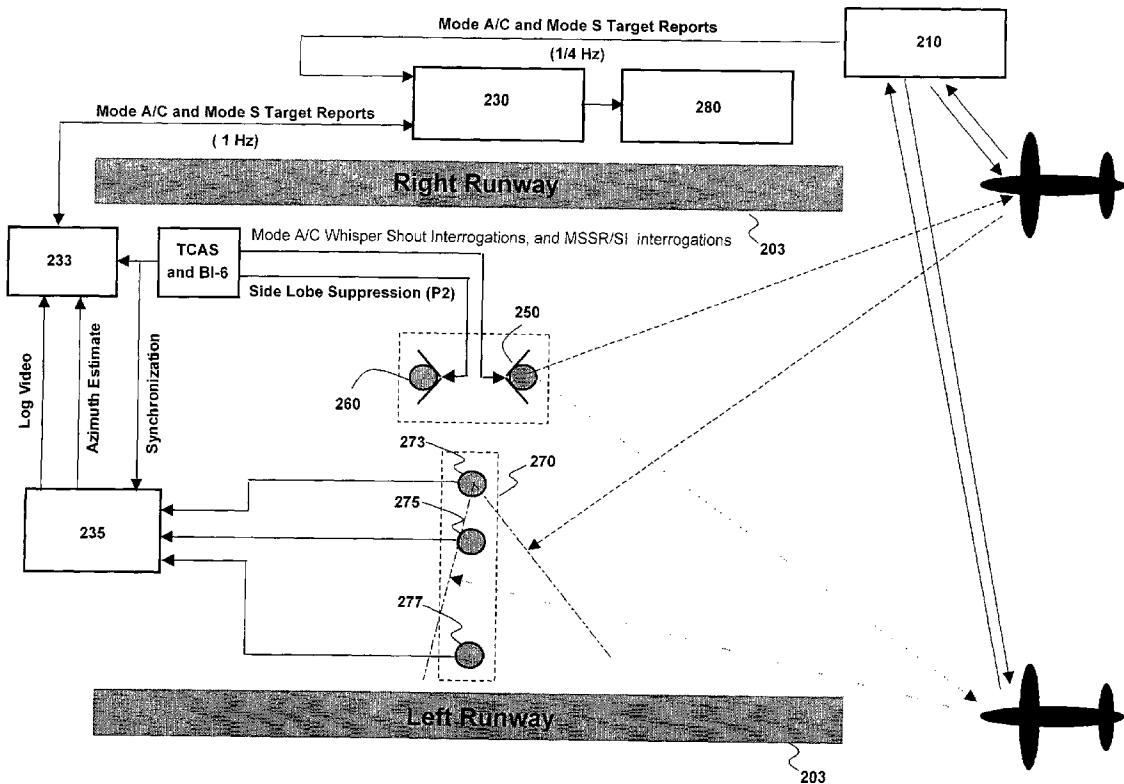 Mode A/C and Mode S Target Reports
(1/4 Hz)
210
230
280
Mode A/C and Mode S Target Reports
( 1 Hz)
Right Runway
203
233
TCAS
and BI-6
Mode A/C Whisper Shout Interrogations, and MSSR/SI interrogations
Side Lobe Suppression (P2)
250
260
Log Video
Azimuth Estimate
Synchronization
273
270
275
235
277
Left Runway
203